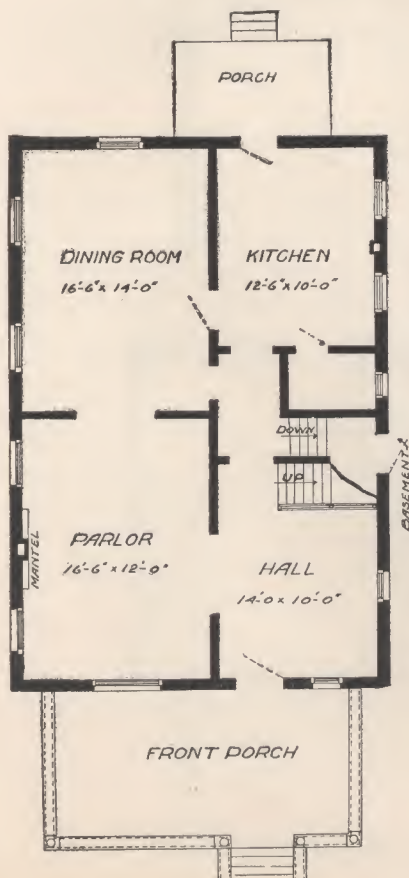 PORCH
DINING ROOM
16'-6" x 14'-0"
KITCHEN
12'-6" x 10'-0"
DOWN
UP
BASEMENT
PARLOR
16'-6" x 12'-0"
MANTEL
HALL
14'-0 x 10'-0"
FRONT PORCH